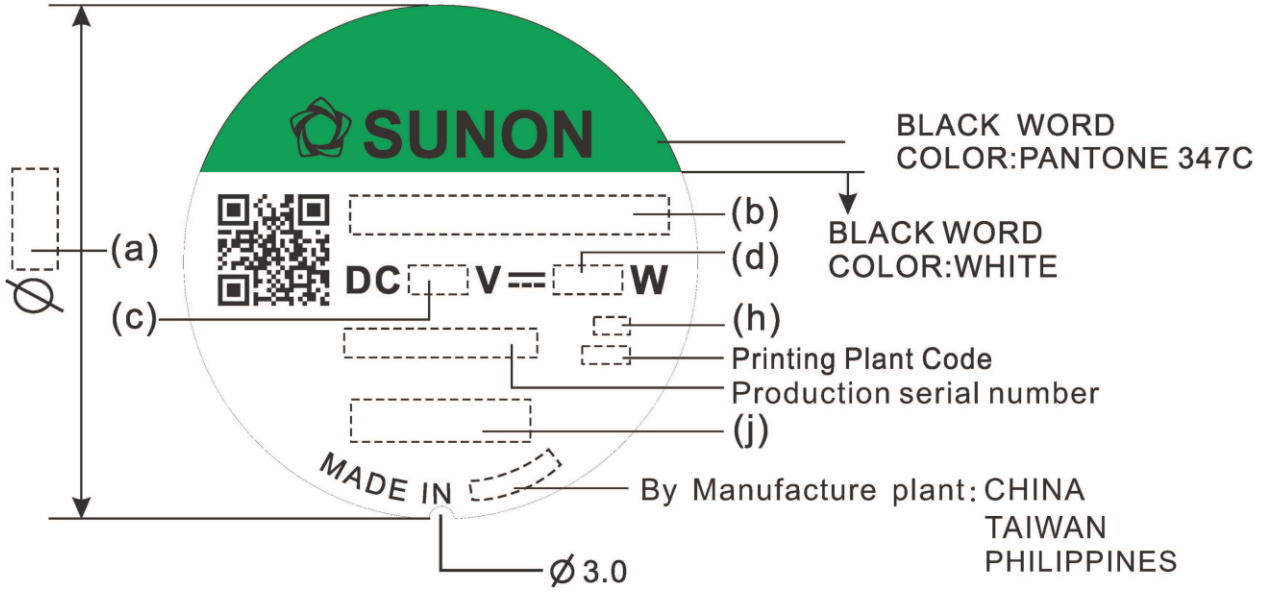 SUNON
BLACK WORD
COLOR:PANTONE 347C
(b)
BLACK WORD
COLOR:WHITE
(a)
(d)
DC V⎓ W
(c)
(h)
Printing Plant Code
Production serial number
(j)
MADE IN
By Manufacture plant: CHINA
TAIWAN
PHILIPPINES
Ø
Ø 3.0